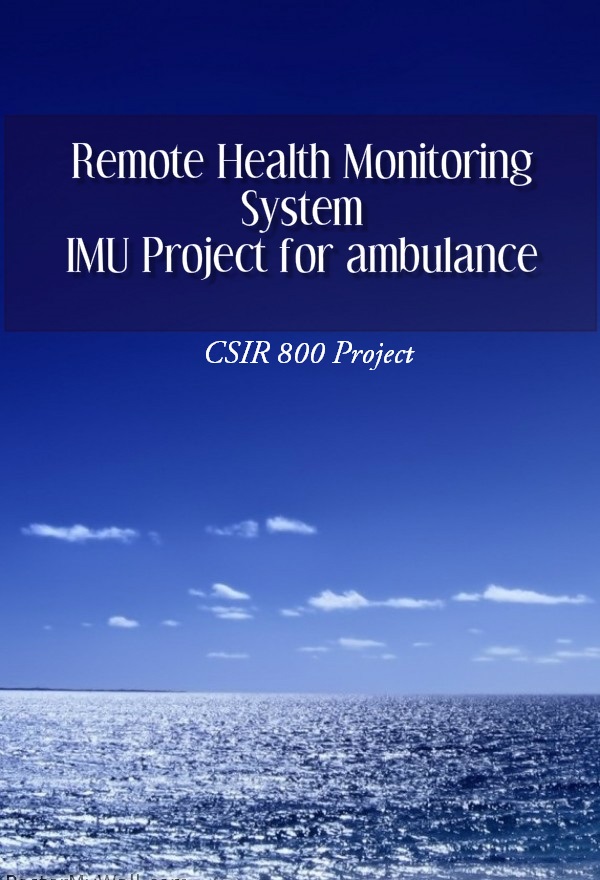 Remote Health Monitoring
System
IMU Project for ambulance
CSIR 800 Project